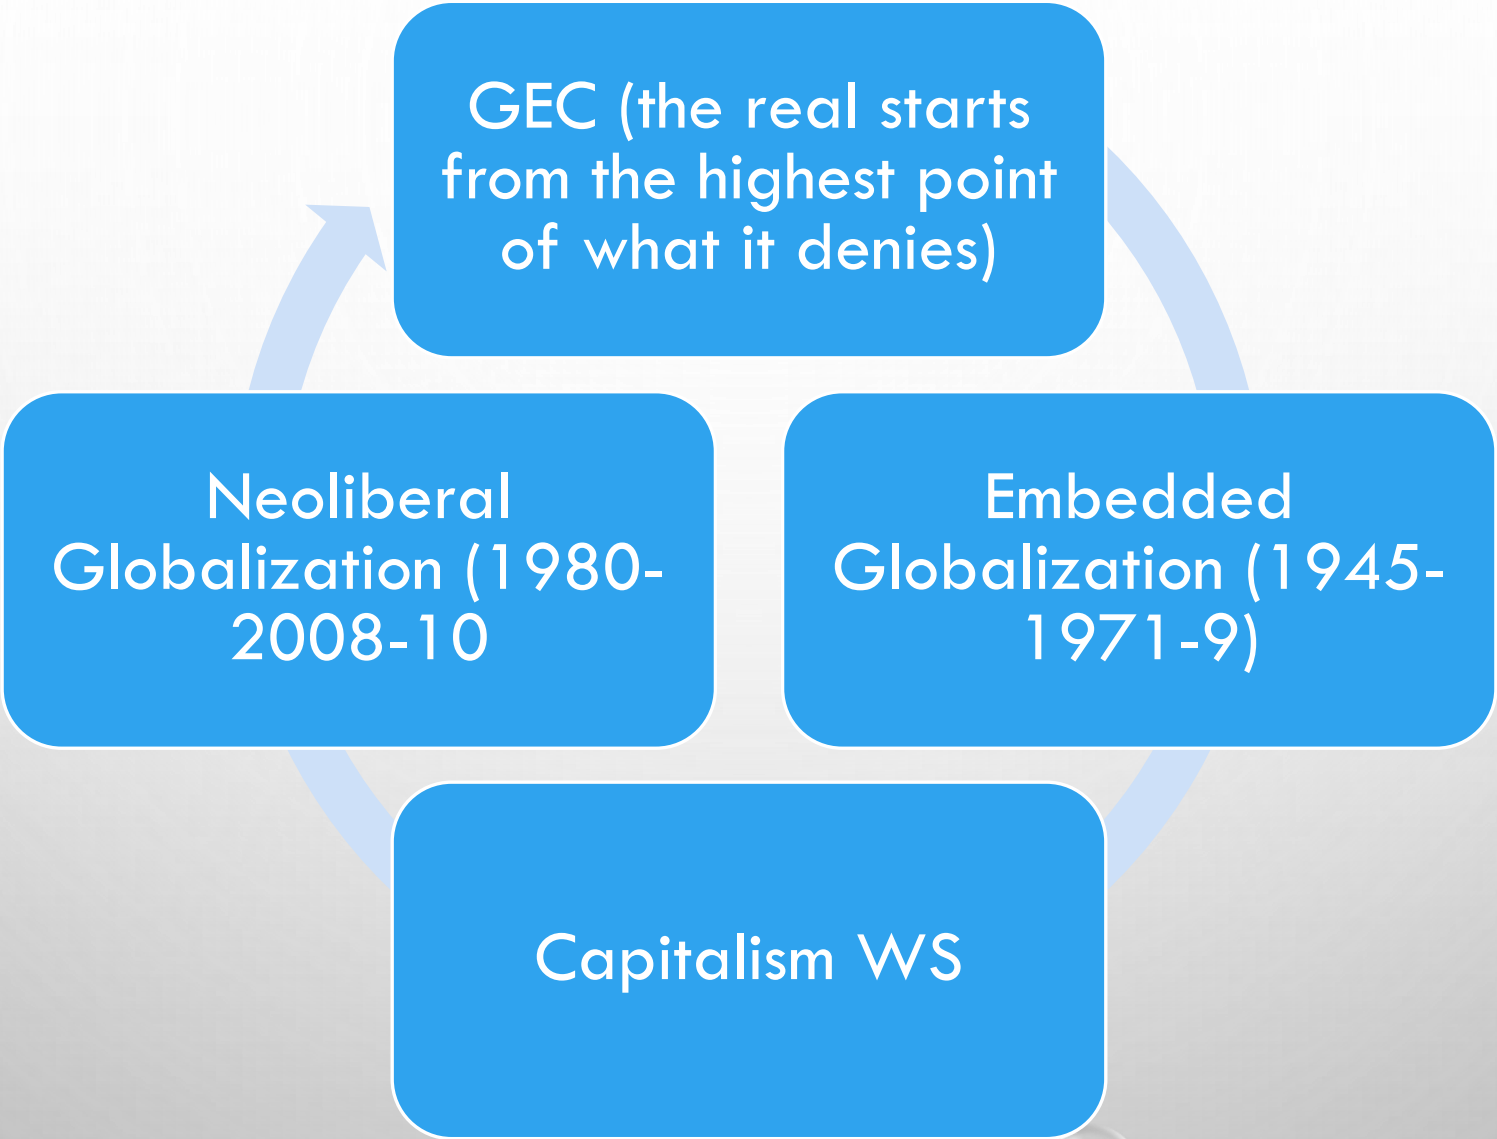 GEC (the real starts
from the highest point
of what it denies)
Neoliberal
Globalization (1980-
2008-10
Embedded
Globalization (1945-
1971-9)
Capitalism WS